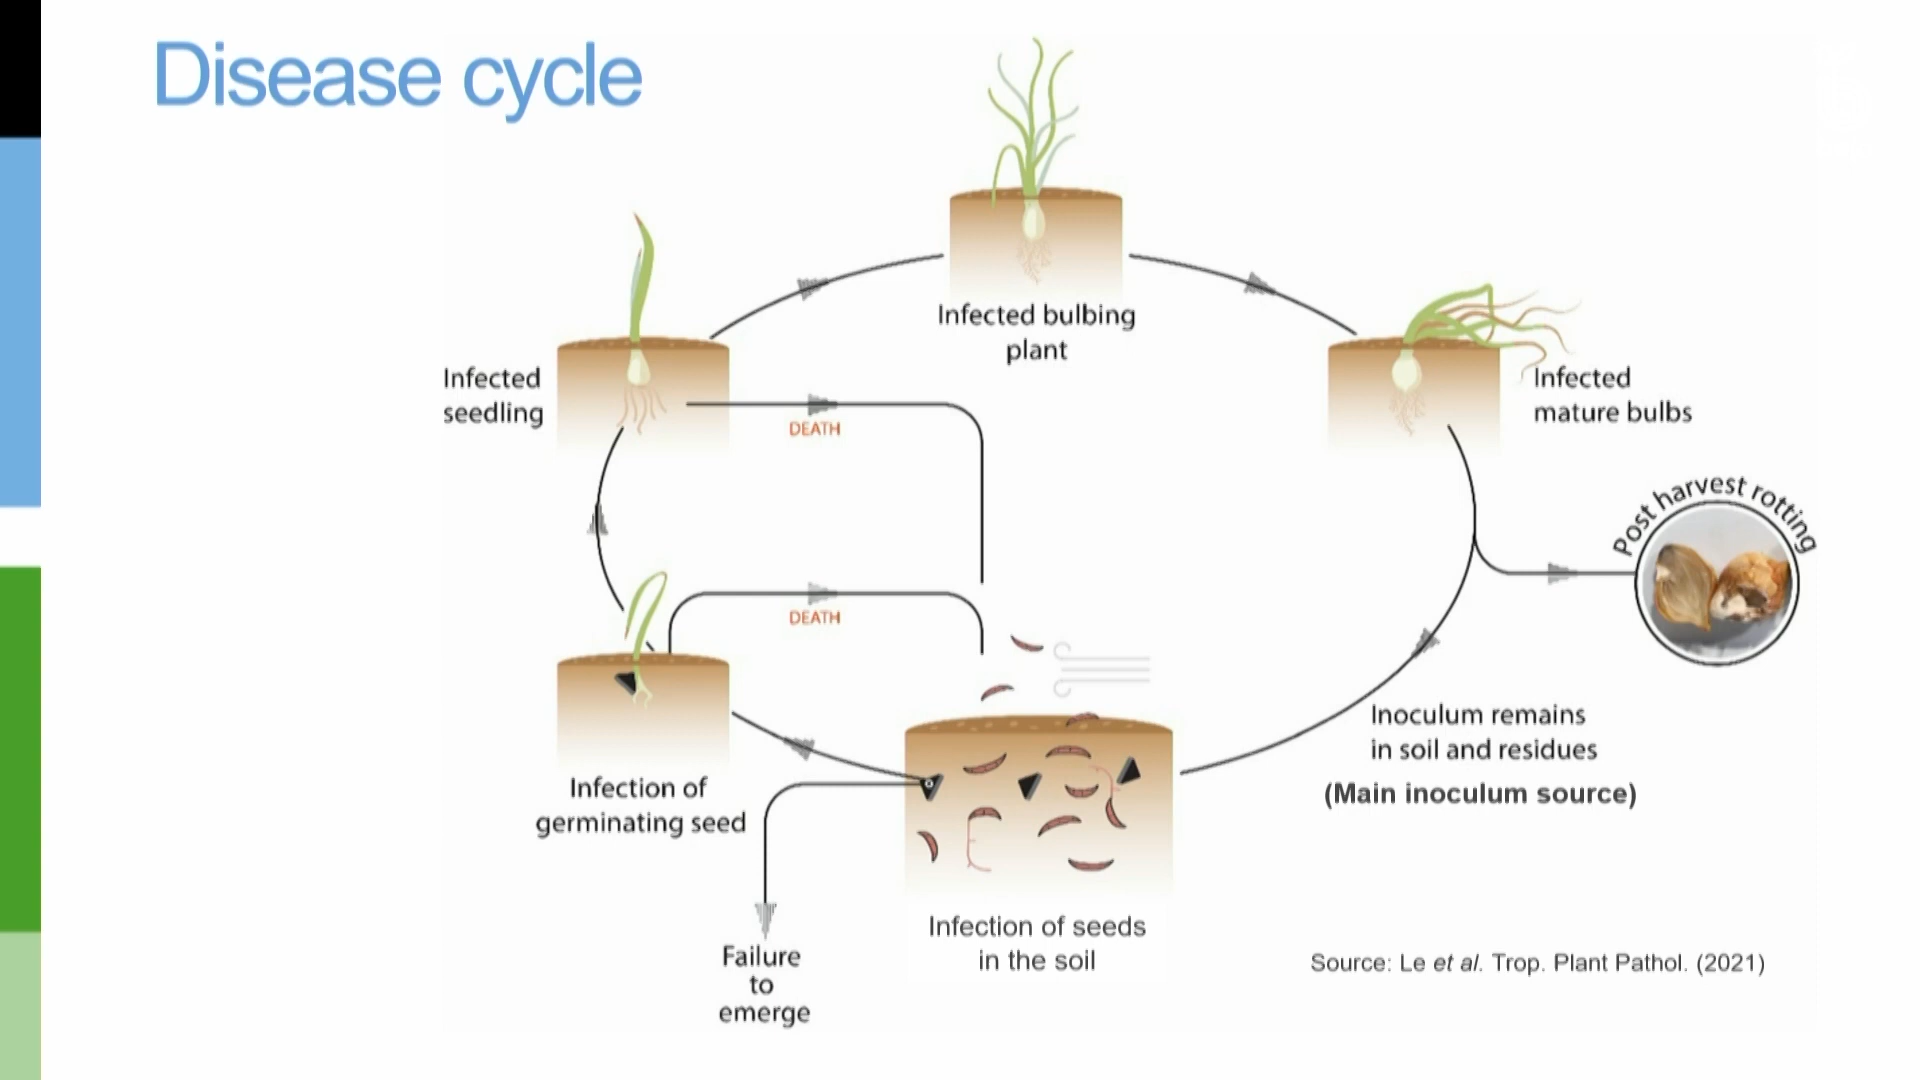 Disease cycle
Infected bulbing
plant
Infected
seedling
Infected
mature bulbs
DEATH
Post harvest rotting
DEATH
Inoculum remains
in soil and residues
(Main inoculum source)
Infection of
germinating seed
Infection of seeds
in the soil
Failure
to
emerge
Source: Le et al. Trop. Plant Pathol. (2021)